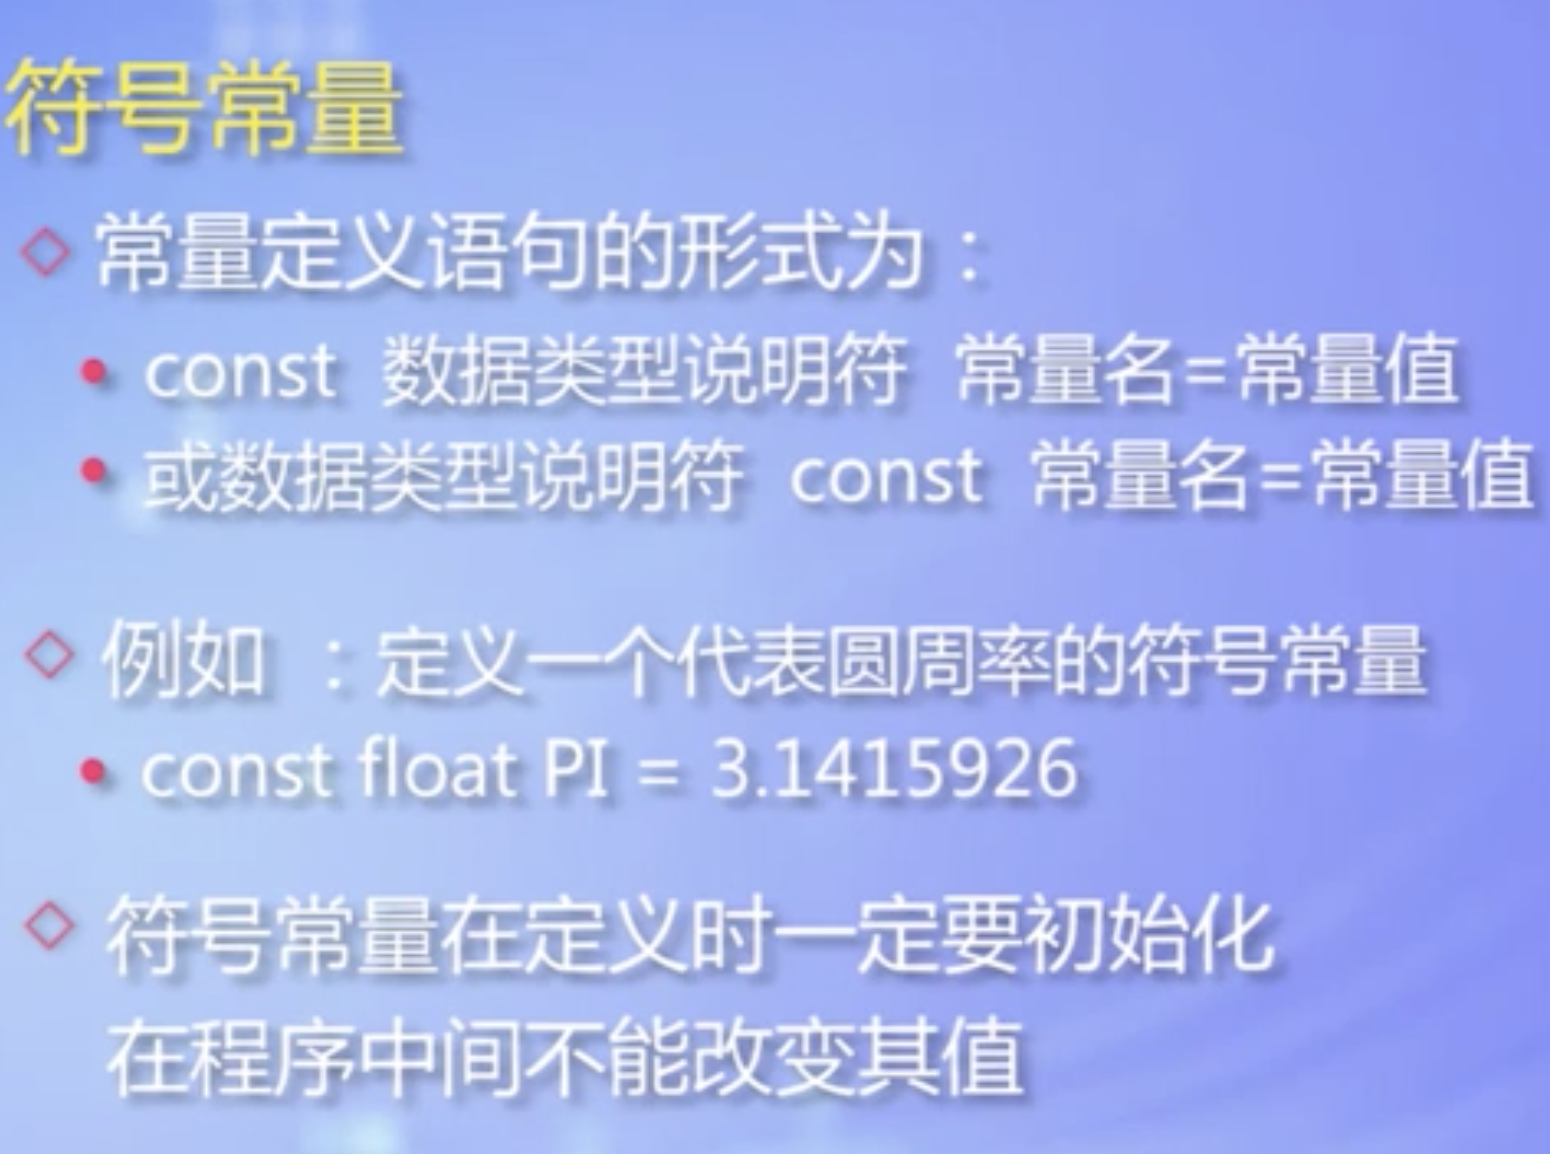 符号常量
常量定义语句的形式为：
const 数据类型说明符 常量名=常量值
或数据类型说明符 const 常量名=常量值
例如 ：定义一个代表圆周率的符号常量
const float PI = 3.1415926
符号常量在定义时一定要初始化
在程序中间不能改变其值